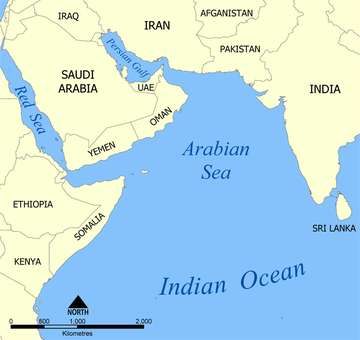 IRAQ
IRAN
AFGHANISTAN
PAKISTAN
Persian Gulf
SAUDI
ARABIA
UAE
INDIA
Red Sea
OMAN
YEMEN
Arabian
Sea
ETHIOPIA
SOMALIA
SRI LANKA
KENYA
Indian Ocean
NORTH
0 500 1,000 2,000
Kilometres